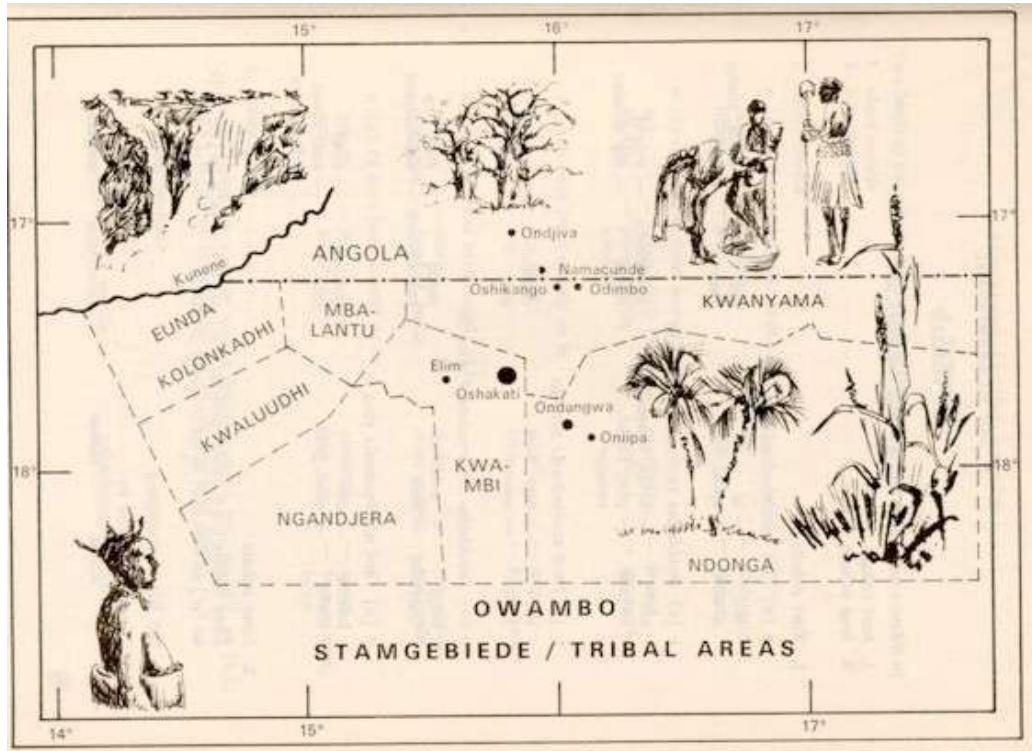 15°
16°
17°
17°
17°
Ondjiva
Kunene
ANGOLA
Namacunde
Oshikango
Odimbo
KWANYAMA
EUNDA
MBA-
LANTU
KOLONKADHI
Elim
Oshakati
KWALUUDHI
Ondangwa
Oniipa
18°
18°
KWA-
MBI
NGANDJERA
NDONGA
OWAMBO
STAMGEBIEDE / TRIBAL AREAS
14°
15°
17°